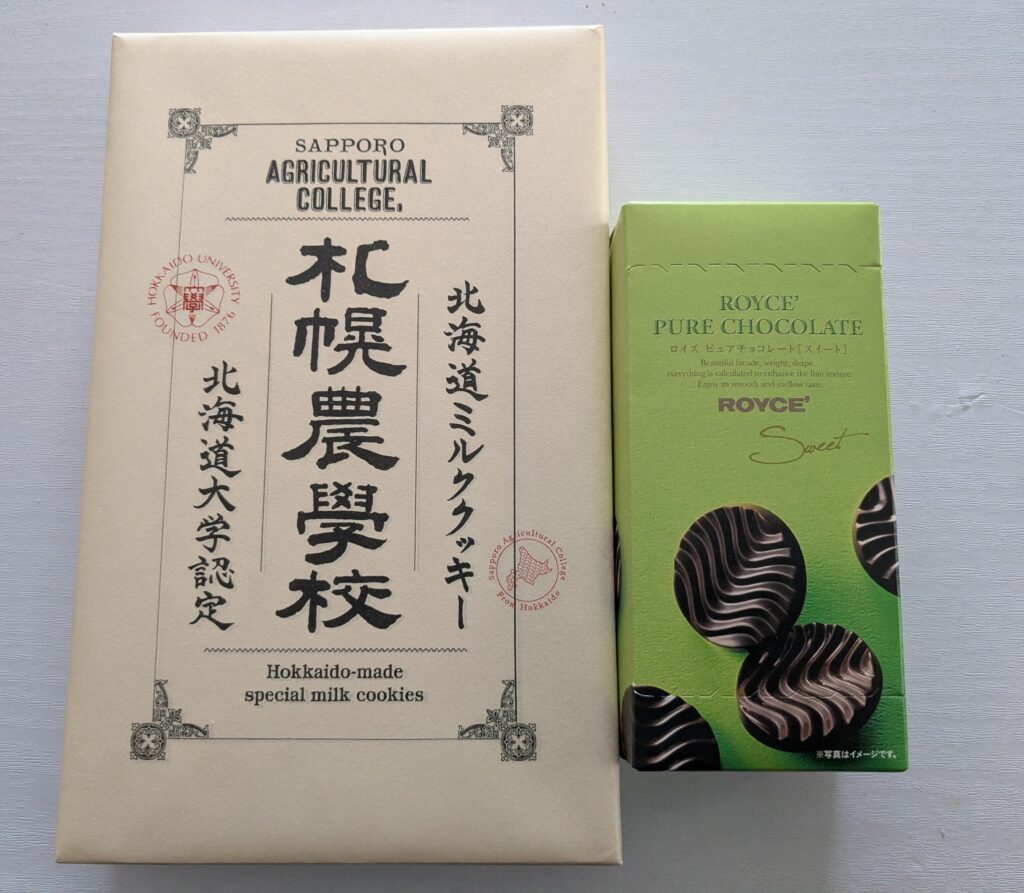 SAPPORO
AGRICULTURAL
COLLEGE.
札幌農學校
北海道ミルククッキー
北海道大学認定
HOKKAIDO UNIVERSITY
FOUNDED 1876
學
Sapporo Agricultural College
From Hokkaido
Hokkaido-made
special milk cookies
ROYCE'
PURE CHOCOLATE
ロイズ ピュアチョコレート[スイート]
Beautiful facade, weight, shape...
everything is calculated to enhance the fine texture.
Enjoy its smooth and mellow taste.
ROYCE'
Sweet
※写真はイメージです。